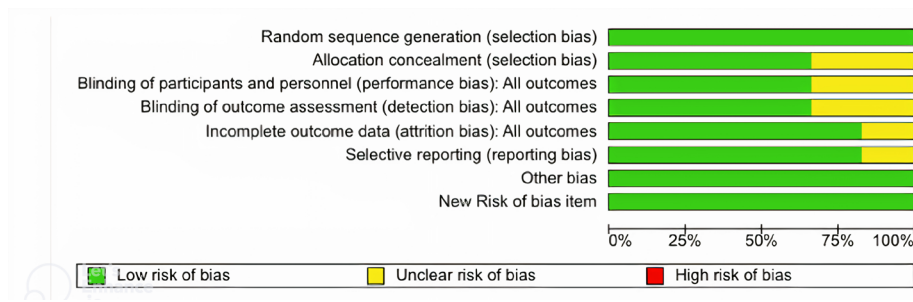 Random sequence generation (selection bias)
Allocation concealment (selection bias)
Blinding of participants and personnel (performance bias): All outcomes
Blinding of outcome assessment (detection bias): All outcomes
Incomplete outcome data (attrition bias): All outcomes
Selective reporting (reporting bias)
Other bias
New Risk of bias item
0% 25% 50% 75% 100%
Low risk of bias Unclear risk of bias High risk of bias